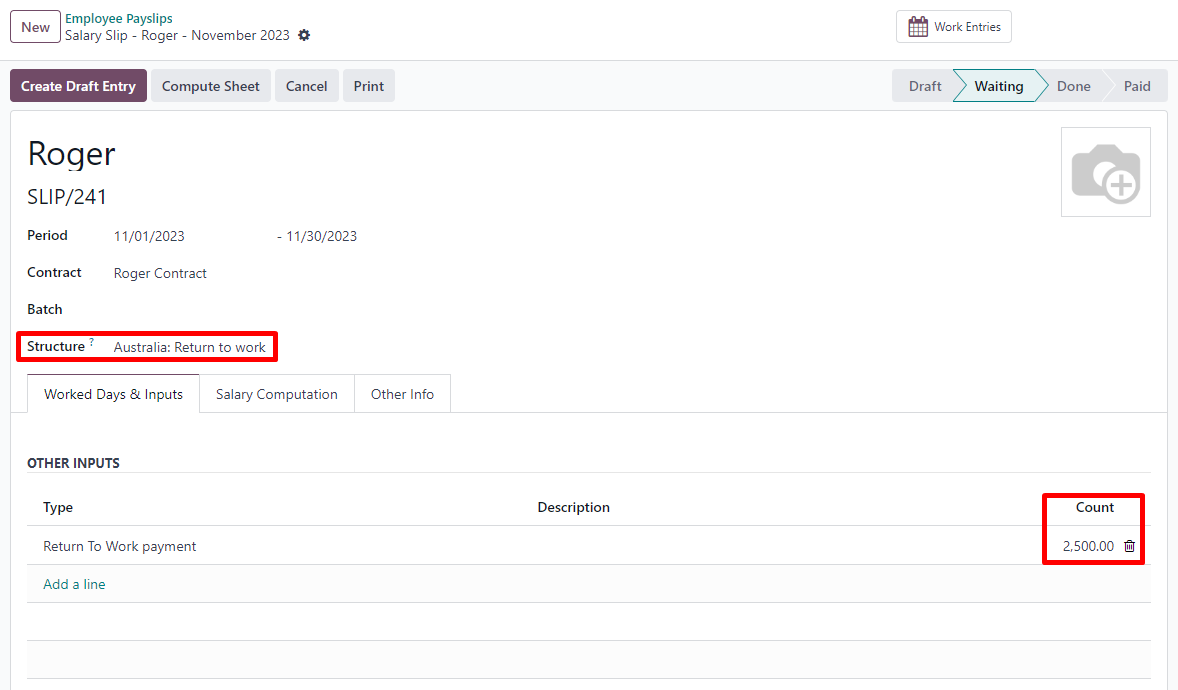 New
Employee Payslips
Salary Slip - Roger - November 2023
Work Entries
Create Draft Entry Compute Sheet Cancel Print
Draft Waiting Done Paid
Roger
SLIP/241
Period 11/01/2023 - 11/30/2023
Contract Roger Contract
Batch
Structure ? Australia: Return to work
Worked Days & Inputs Salary Computation Other Info
OTHER INPUTS
Type Description Count
Return To Work payment 2,500.00
Add a line